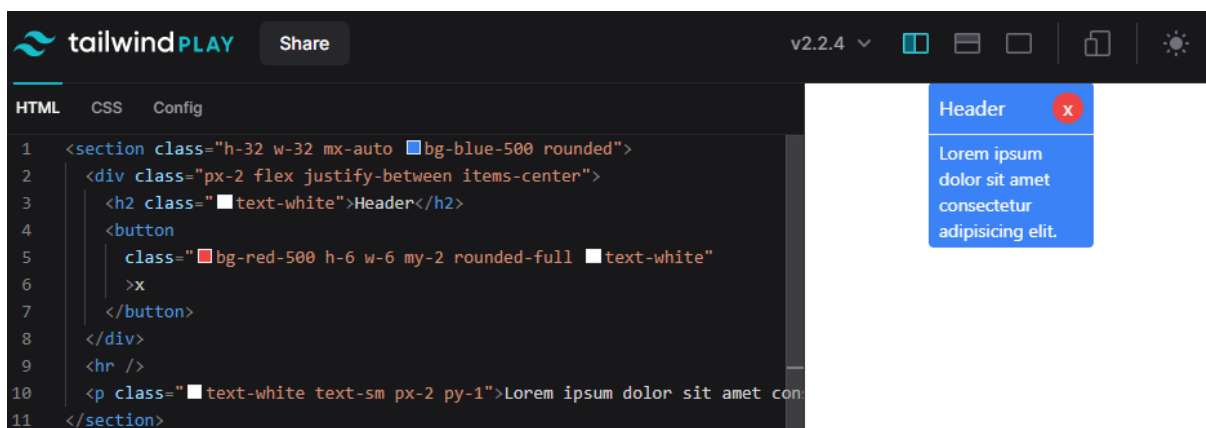 tailwind PLAY Share v2.2.4
HTML CSS Config
Header x
1 <section class="h-32 w-32 mx-auto bg-blue-500 rounded">
2 <div class="px-2 flex justify-between items-center">
3 <h2 class="text-white">Header</h2>
4 <button
5 class="bg-red-500 h-6 w-6 my-2 rounded-full text-white"
6 >x
7 </button>
8 </div>
9 <hr />
10 <p class="text-white text-sm px-2 py-1">Lorem ipsum dolor sit amet con
11 </section>
Lorem ipsum
dolor sit amet
consectetur
adipisicing elit.